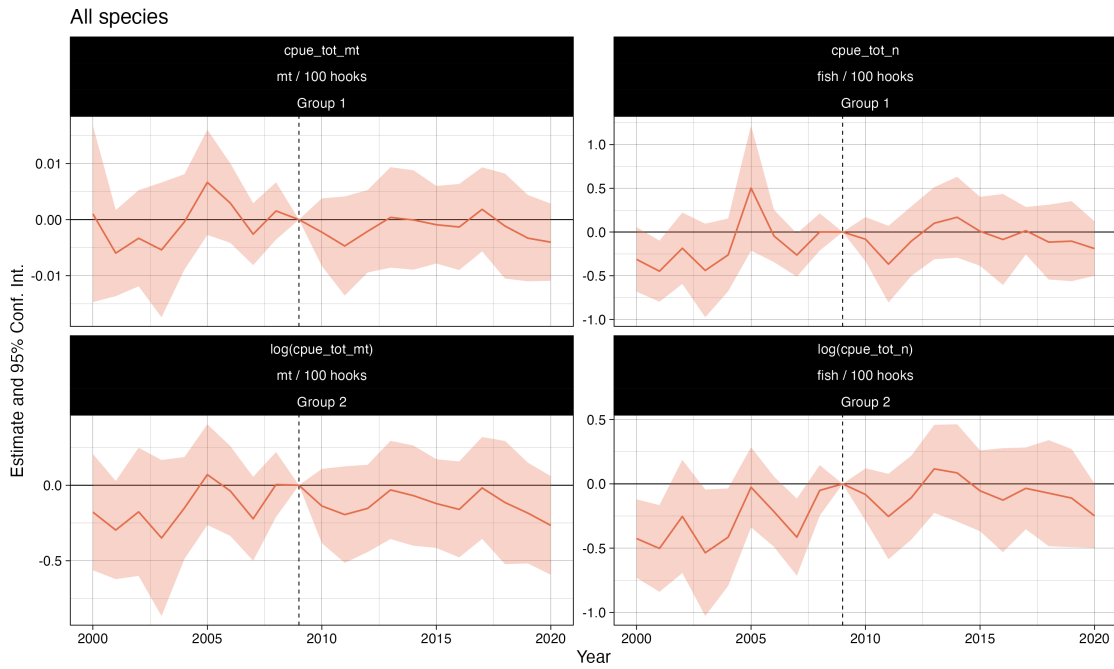 All species
cpue_tot_mt
mt / 100 hooks
Group 1
cpue_tot_n
fish / 100 hooks
Group 1
0.01
0.00
-0.01
1.0
0.5
0.0
-0.5
-1.0
Estimate and 95% Conf. Int.
log(cpue_tot_mt)
mt / 100 hooks
Group 2
log(cpue_tot_n)
fish / 100 hooks
Group 2
0.0
-0.5
0.5
0.0
-0.5
-1.0
2000 2005 2010 2015 2020
2000 2005 2010 2015 2020
Year